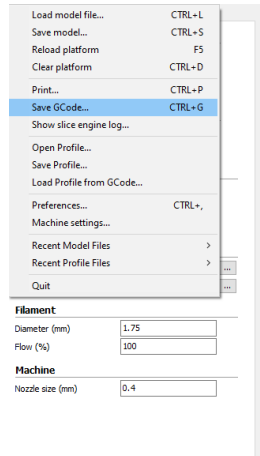 Load model file... CTRL+L
Save model... CTRL+S
Reload platform F5
Clear platform CTRL+D
Print... CTRL+P
Save GCode... CTRL+G
Show slice engine log...
Open Profile...
Save Profile...
Load Profile from GCode...
Preferences... CTRL+,
Machine settings...
Recent Model Files >
Recent Profile Files >
...
Quit
...
Filament
Diameter (mm) 1.75
Flow (%) 100
Machine
Nozzle size (mm) 0.4